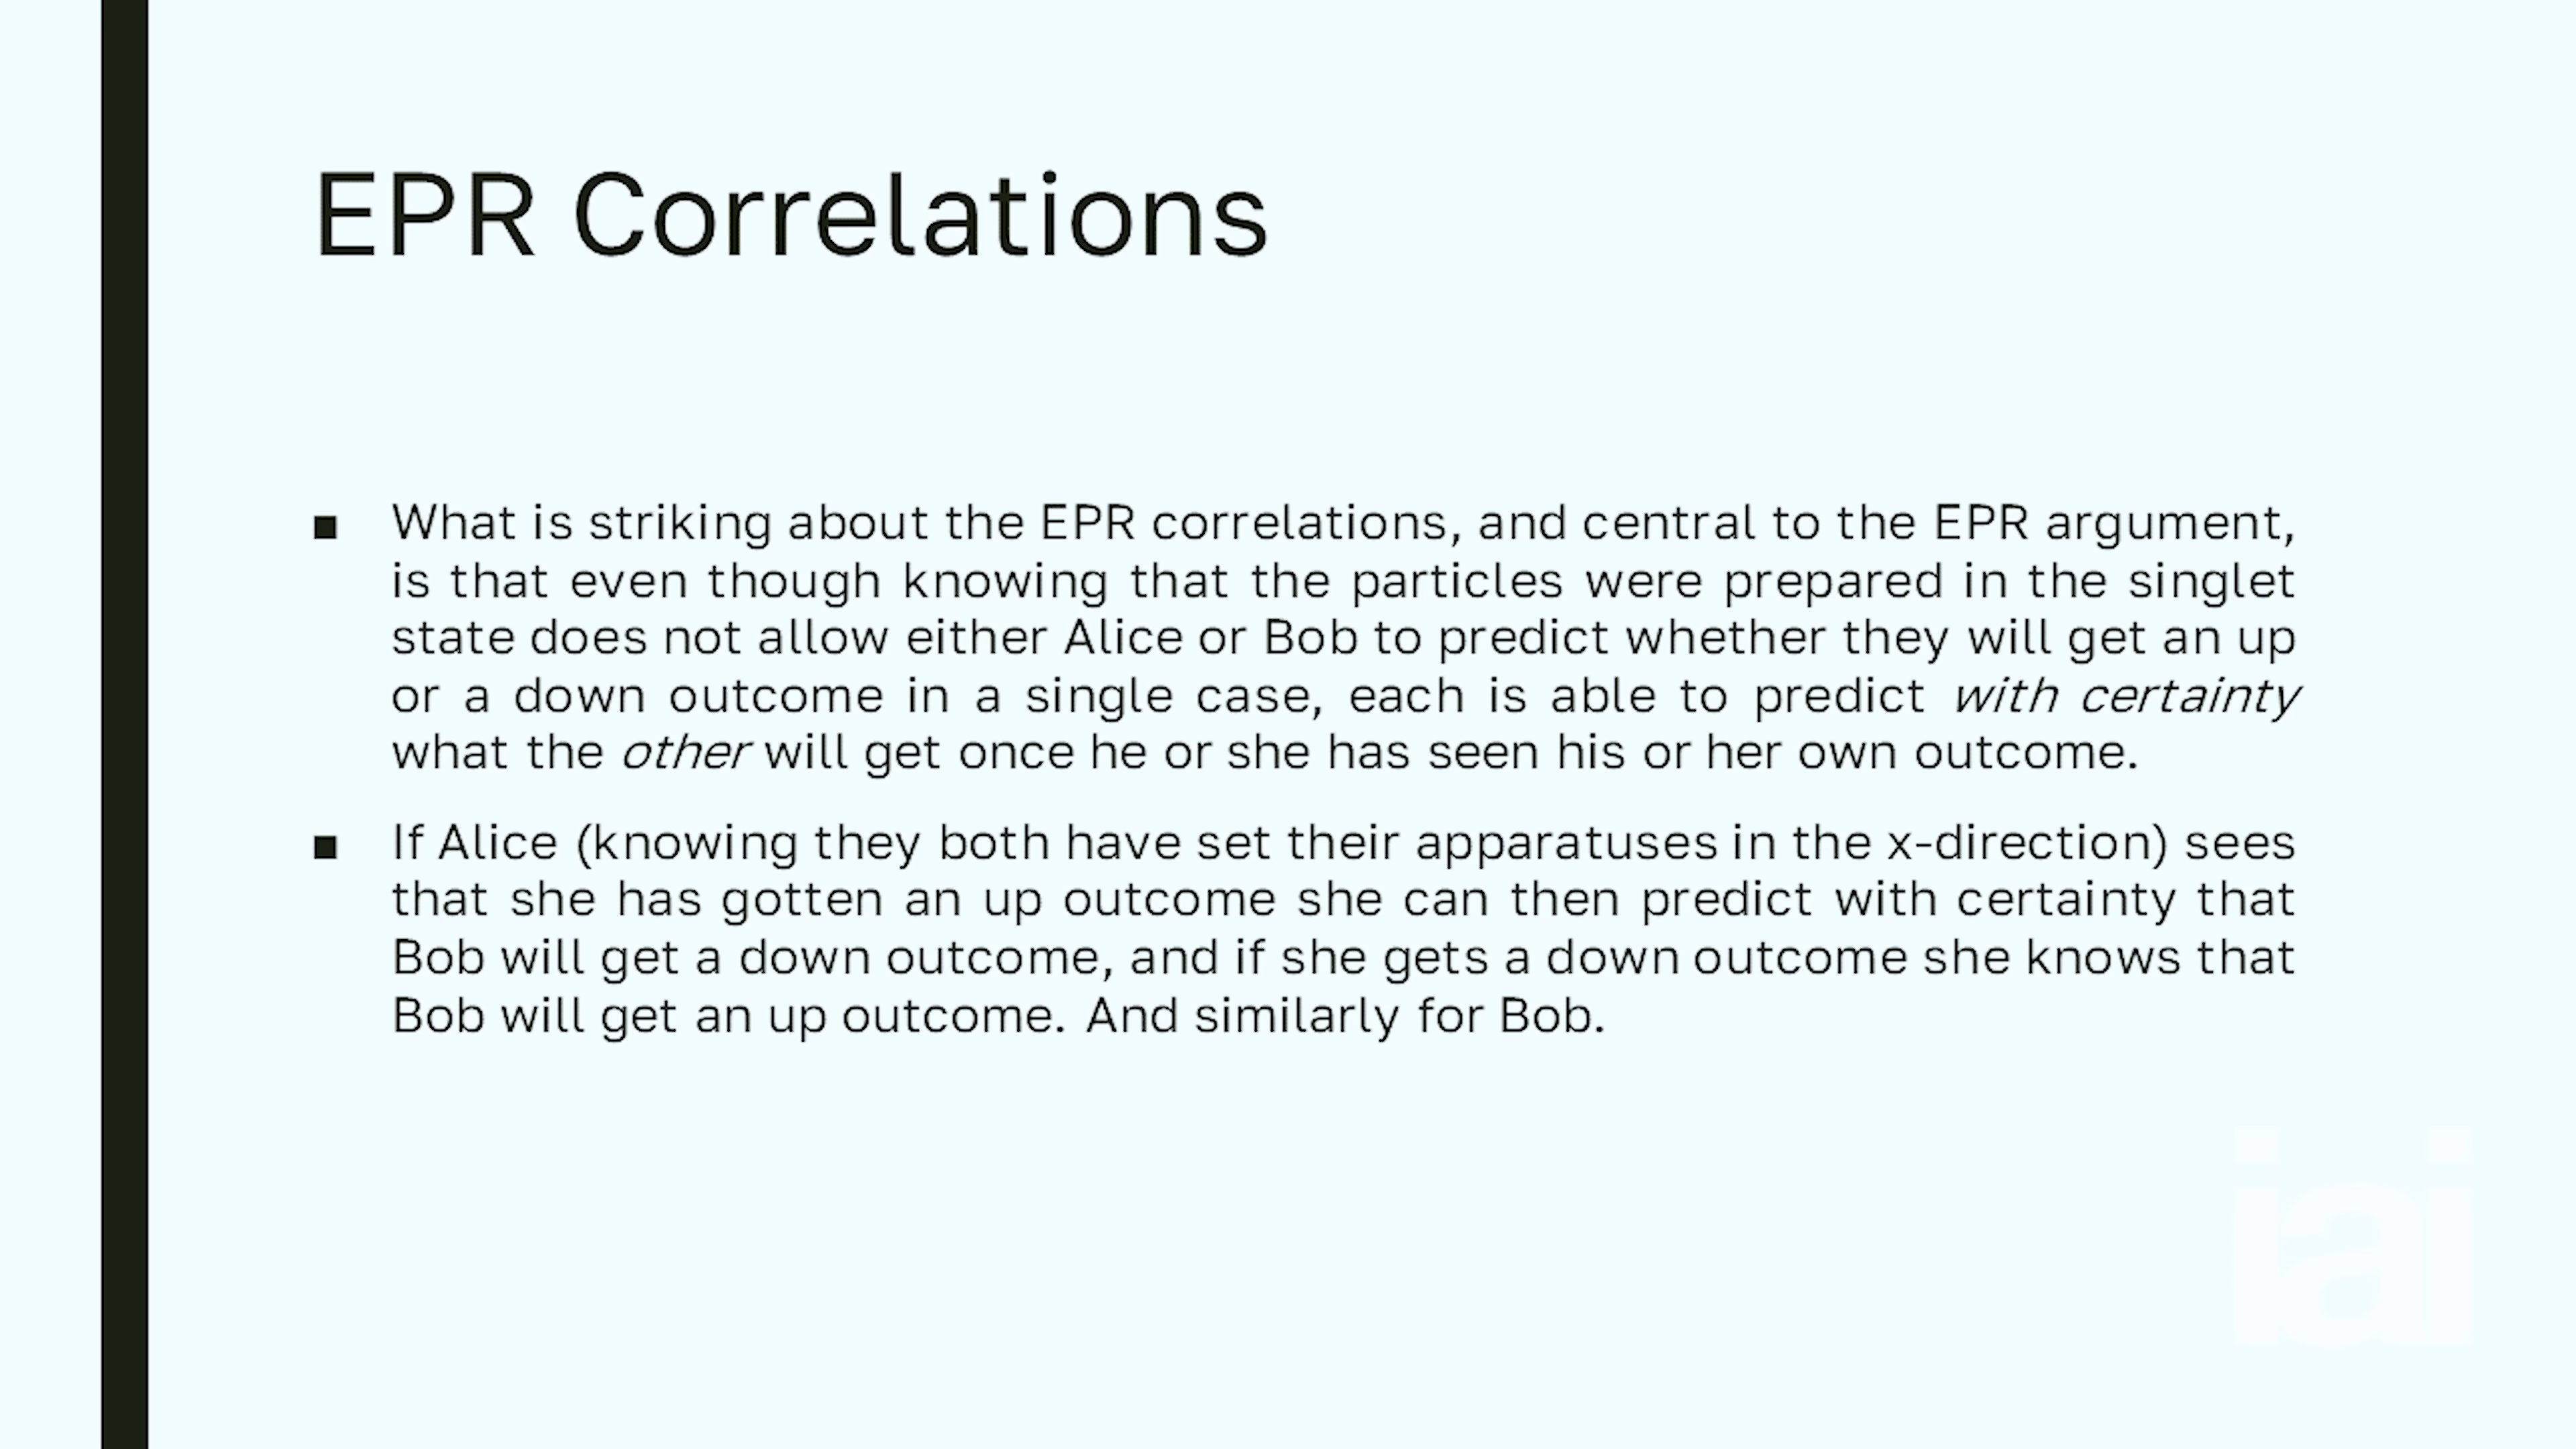 EPR Correlations
■ What is striking about the EPR correlations, and central to the EPR argument,
is that even though knowing that the particles were prepared in the singlet
state does not allow either Alice or Bob to predict whether they will get an up
or a down outcome in a single case, each is able to predict with certainty
what the other will get once he or she has seen his or her own outcome.
■ If Alice (knowing they both have set their apparatuses in the x-direction) sees
that she has gotten an up outcome she can then predict with certainty that
Bob will get a down outcome, and if she gets a down outcome she knows that
Bob will get an up outcome. And similarly for Bob.
iai